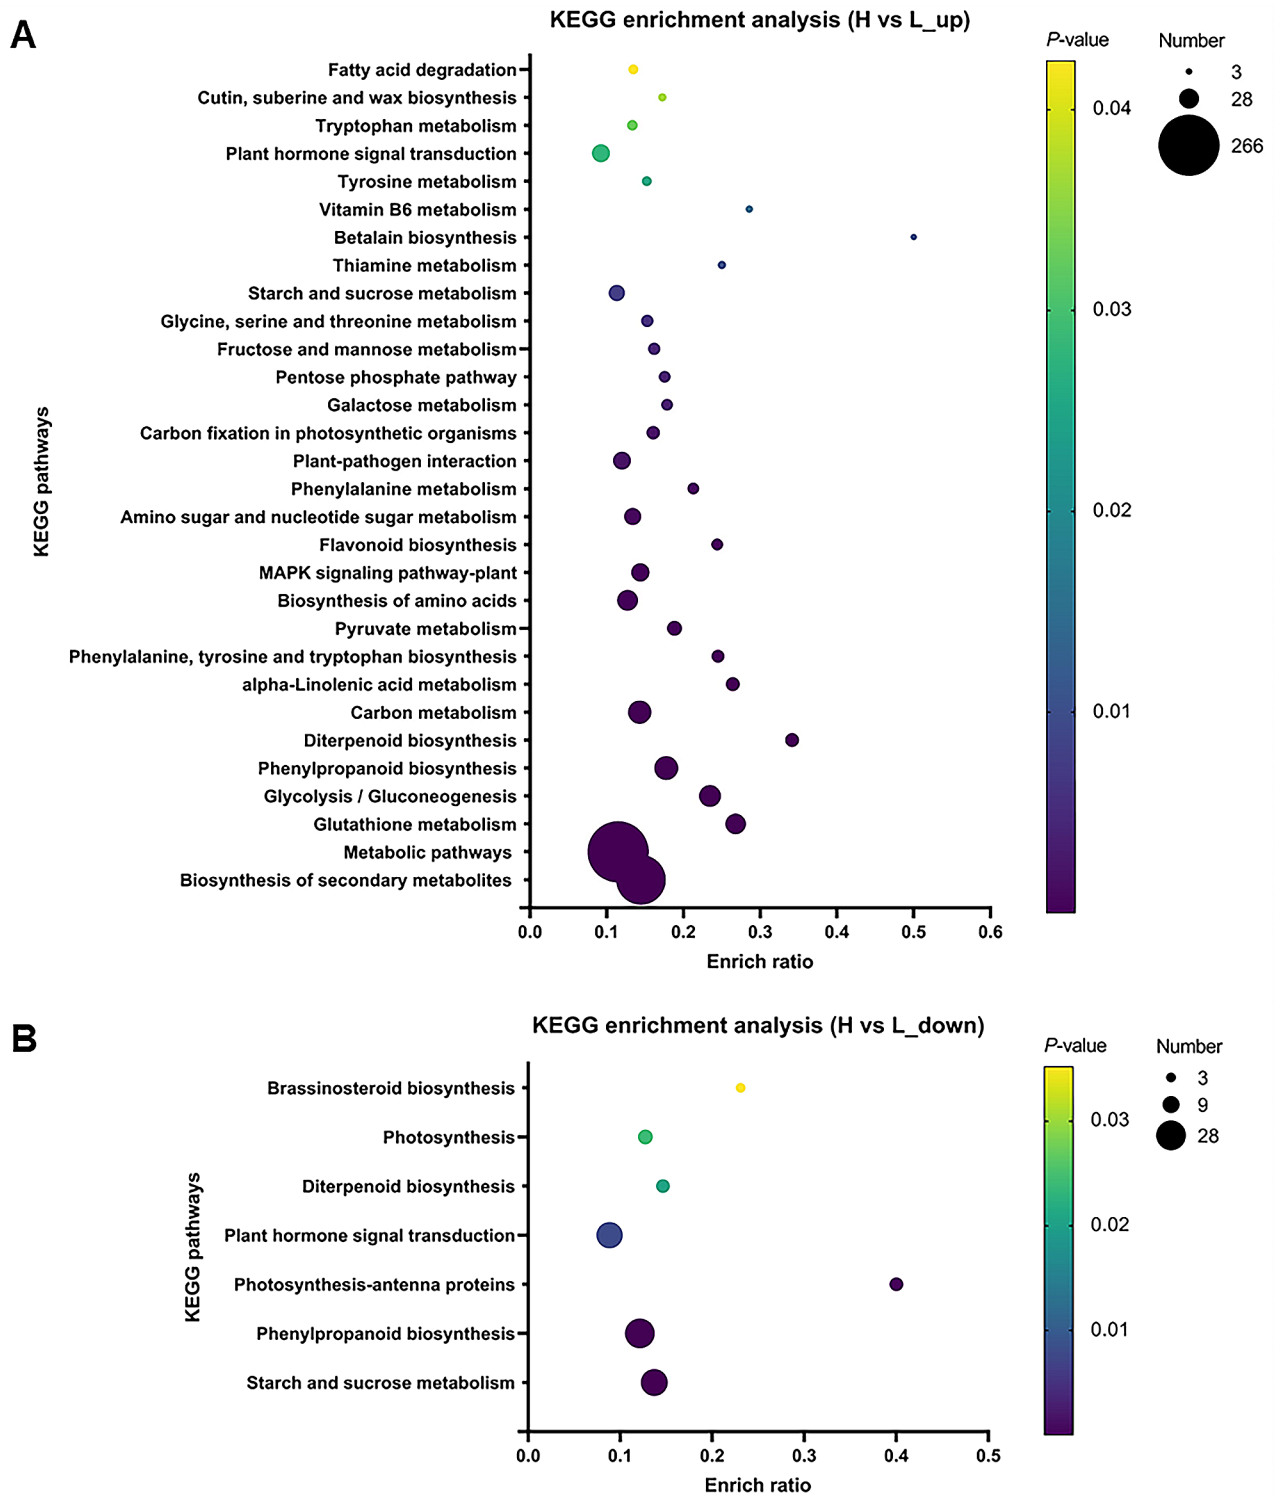 A
KEGG enrichment analysis (H vs L_up)
P-value
Number
Fatty acid degradation
Cutin, suberine and wax biosynthesis
Tryptophan metabolism
Plant hormone signal transduction
Tyrosine metabolism
Vitamin B6 metabolism
Betalain biosynthesis
Thiamine metabolism
Starch and sucrose metabolism
Glycine, serine and threonine metabolism
Fructose and mannose metabolism
Pentose phosphate pathway
Galactose metabolism
Carbon fixation in photosynthetic organisms
Plant-pathogen interaction
Phenylalanine metabolism
Amino sugar and nucleotide sugar metabolism
Flavonoid biosynthesis
MAPK signaling pathway-plant
Biosynthesis of amino acids
Pyruvate metabolism
Phenylalanine, tyrosine and tryptophan biosynthesis
alpha-Linolenic acid metabolism
Carbon metabolism
Diterpenoid biosynthesis
Phenylpropanoid biosynthesis
Glycolysis / Gluconeogenesis
Glutathione metabolism
Metabolic pathways
Biosynthesis of secondary metabolites
KEGG pathways
0.0 0.1 0.2 0.3 0.4 0.5 0.6
Enrich ratio
0.04
0.03
0.02
0.01
3
28
266
B
KEGG enrichment analysis (H vs L_down)
P-value
Number
Brassinosteroid biosynthesis
Photosynthesis
Diterpenoid biosynthesis
Plant hormone signal transduction
Photosynthesis-antenna proteins
Phenylpropanoid biosynthesis
Starch and sucrose metabolism
KEGG pathways
0.0 0.1 0.2 0.3 0.4 0.5
Enrich ratio
0.03
0.02
0.01
3
9
28